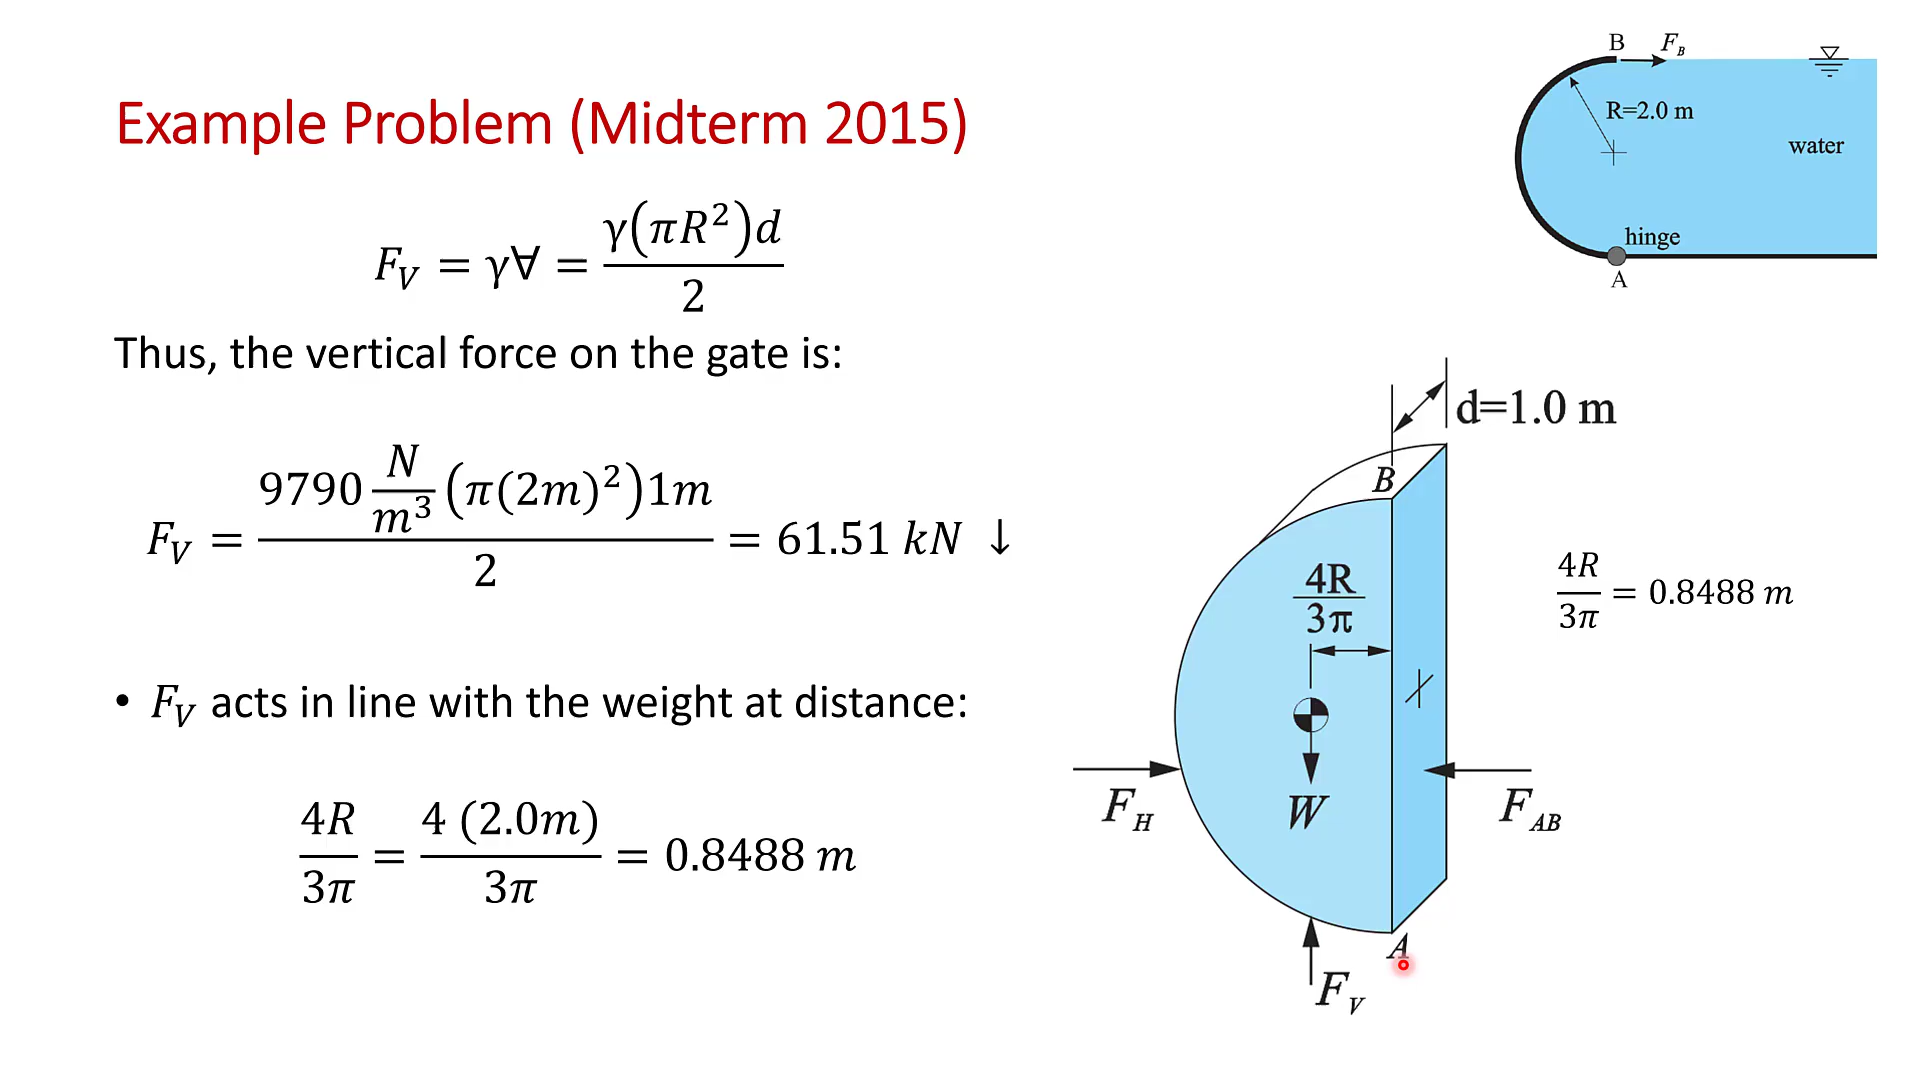 Example Problem (Midterm 2015)
F_V = γ∀ = γ(πR²)d / 2
Thus, the vertical force on the gate is:
F_V = 9790 N/m³ (π(2m)²)1m / 2 = 61.51 kN ↓
• F_V acts in line with the weight at distance:
4R/3π = 4 (2.0m)/3π = 0.8488 m
B F_B
R=2.0 m
water
hinge
A
d=1.0 m
B
4R/3π
W
F_H
F_AB
A
F_V
4R/3π = 0.8488 m